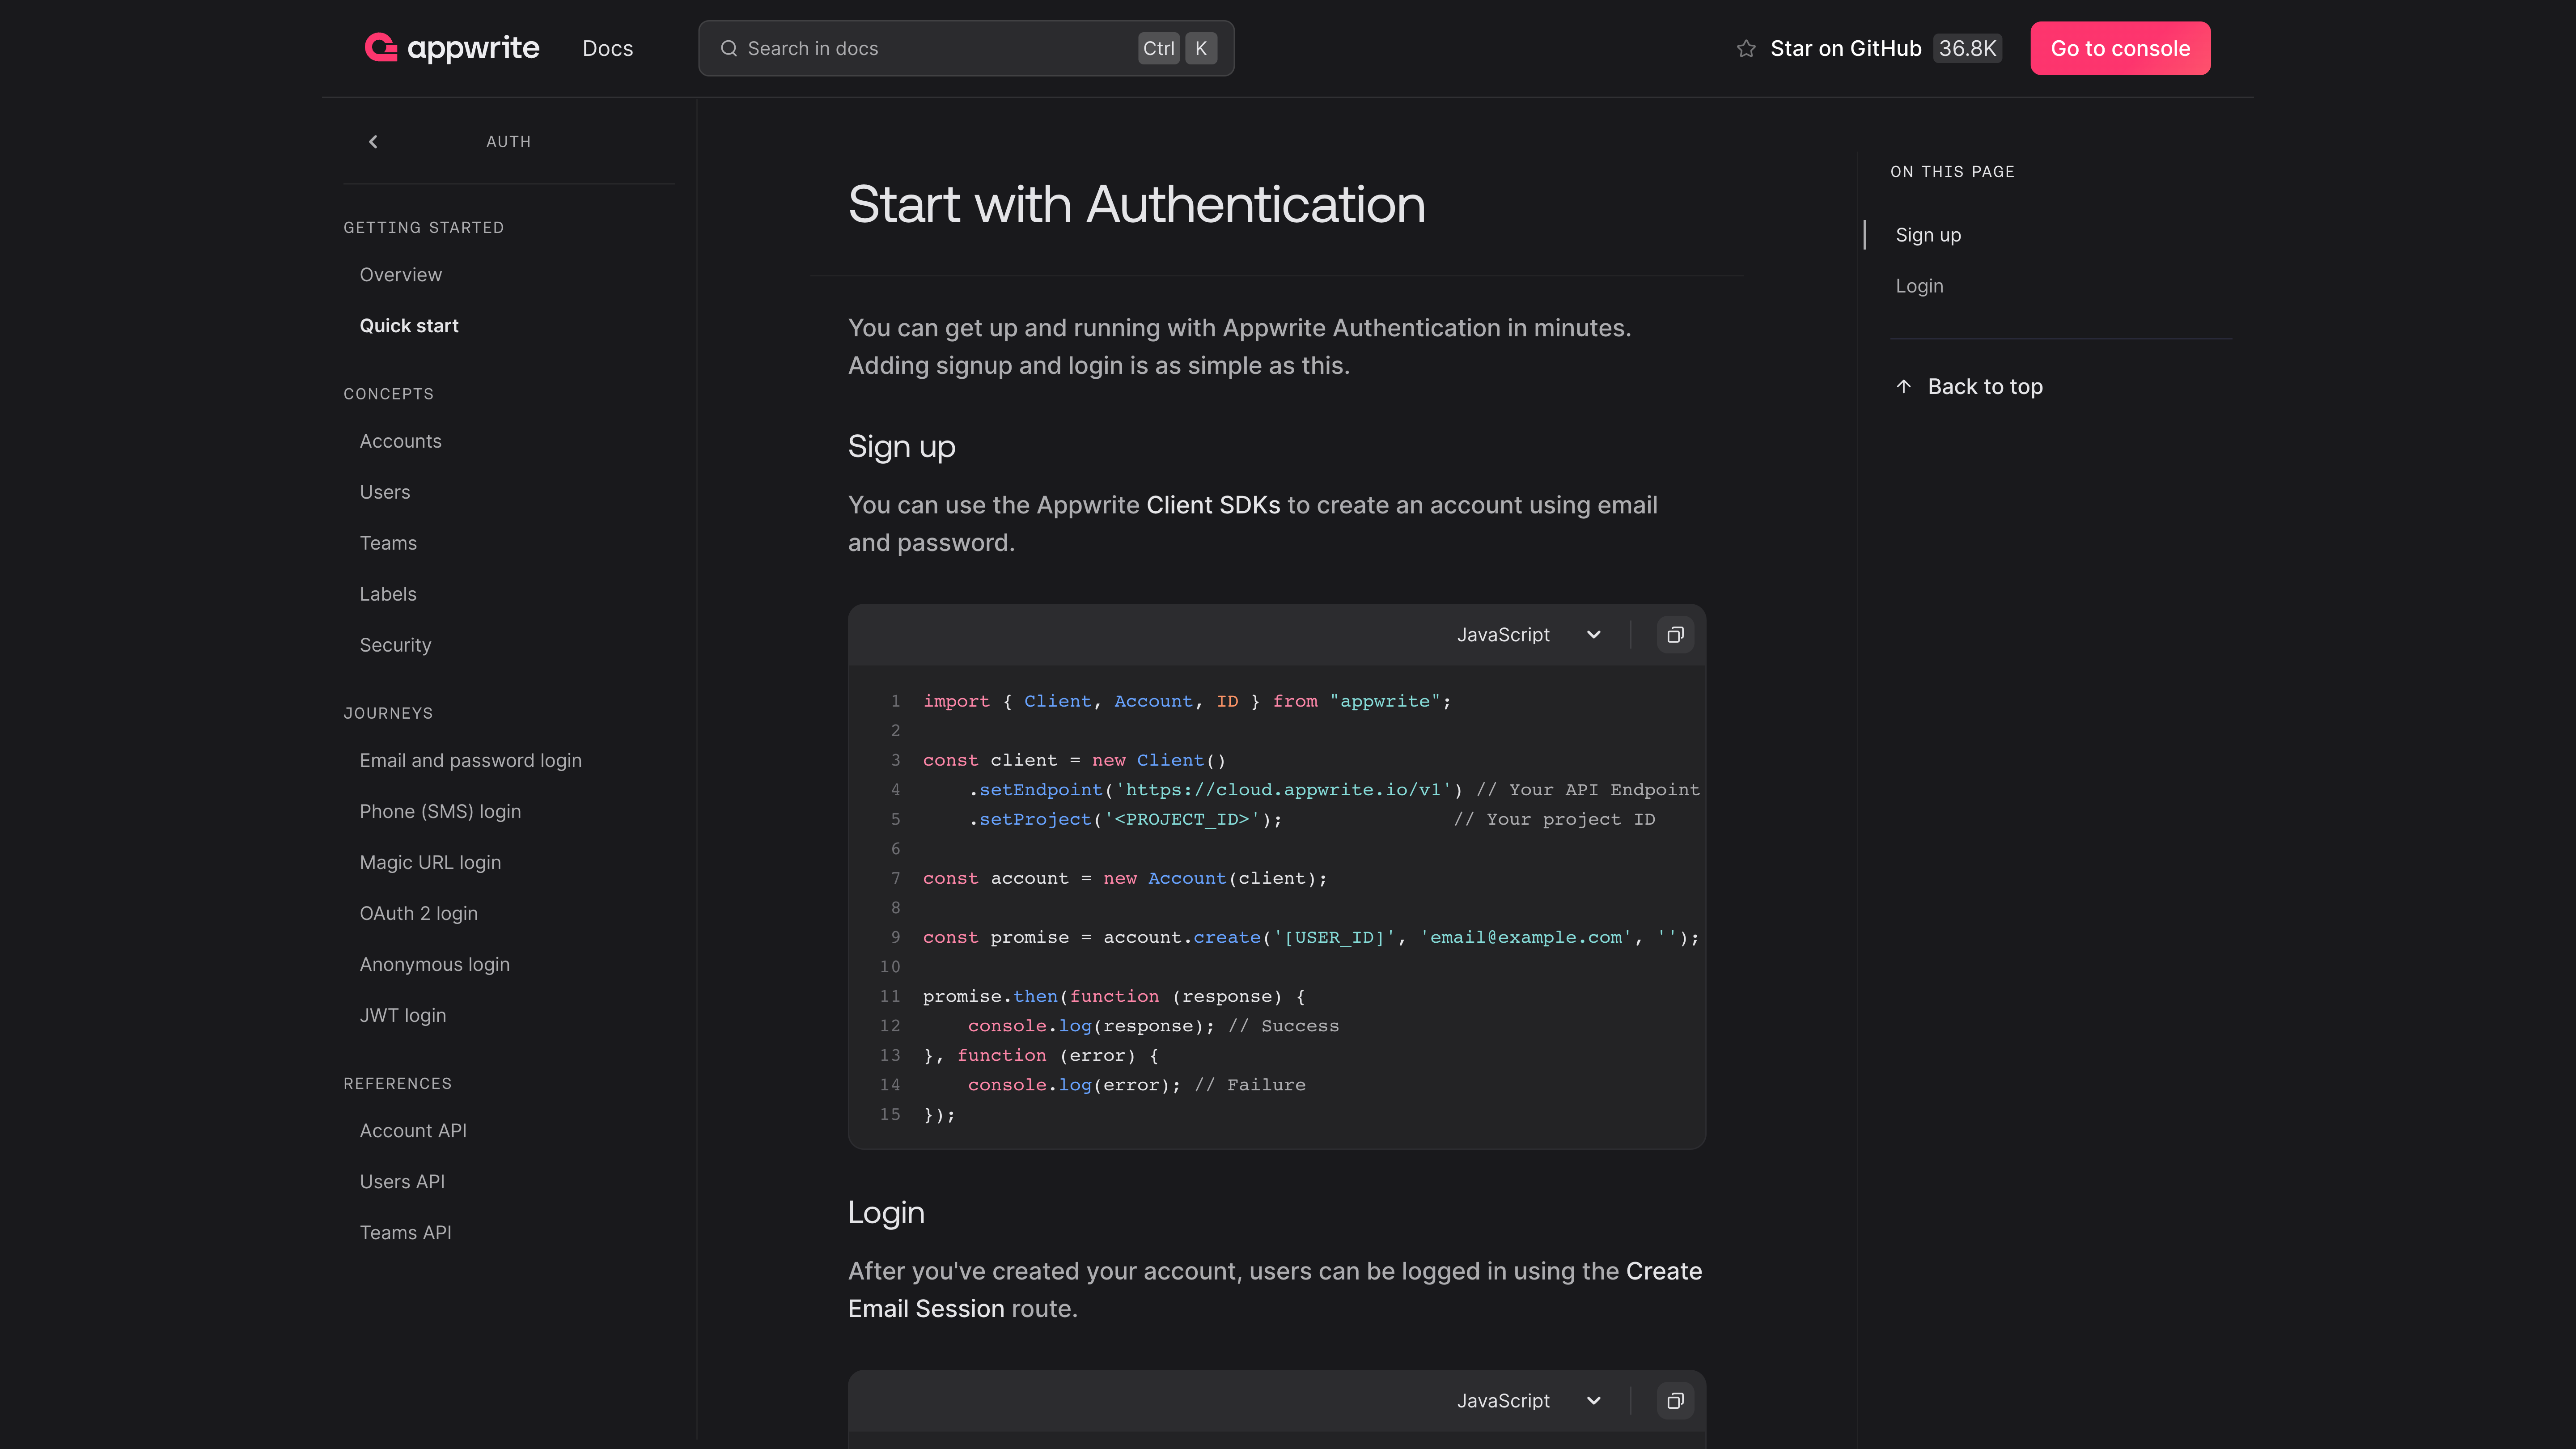 appwrite
Docs
Search in docs
Ctrl K
Star on GitHub 36.8K
Go to console
AUTH
GETTING STARTED
Overview
Quick start
CONCEPTS
Accounts
Users
Teams
Labels
Security
JOURNEYS
Email and password login
Phone (SMS) login
Magic URL login
OAuth 2 login
Anonymous login
JWT login
REFERENCES
Account API
Users API
Teams API
Start with Authentication
You can get up and running with Appwrite Authentication in minutes.
Adding signup and login is as simple as this.
Sign up
You can use the Appwrite Client SDKs to create an account using email
and password.
JavaScript
1 import { Client, Account, ID } from "appwrite";
2
3 const client = new Client()
4     .setEndpoint('https://cloud.appwrite.io/v1') // Your API Endpoint
5     .setProject('<PROJECT_ID>');               // Your project ID
6
7 const account = new Account(client);
8
9 const promise = account.create('[USER_ID]', 'email@example.com', '');
10
11 promise.then(function (response) {
12     console.log(response); // Success
13 }, function (error) {
14     console.log(error); // Failure
15 });
Login
After you've created your account, users can be logged in using the Create
Email Session route.
JavaScript
ON THIS PAGE
Sign up
Login
Back to top